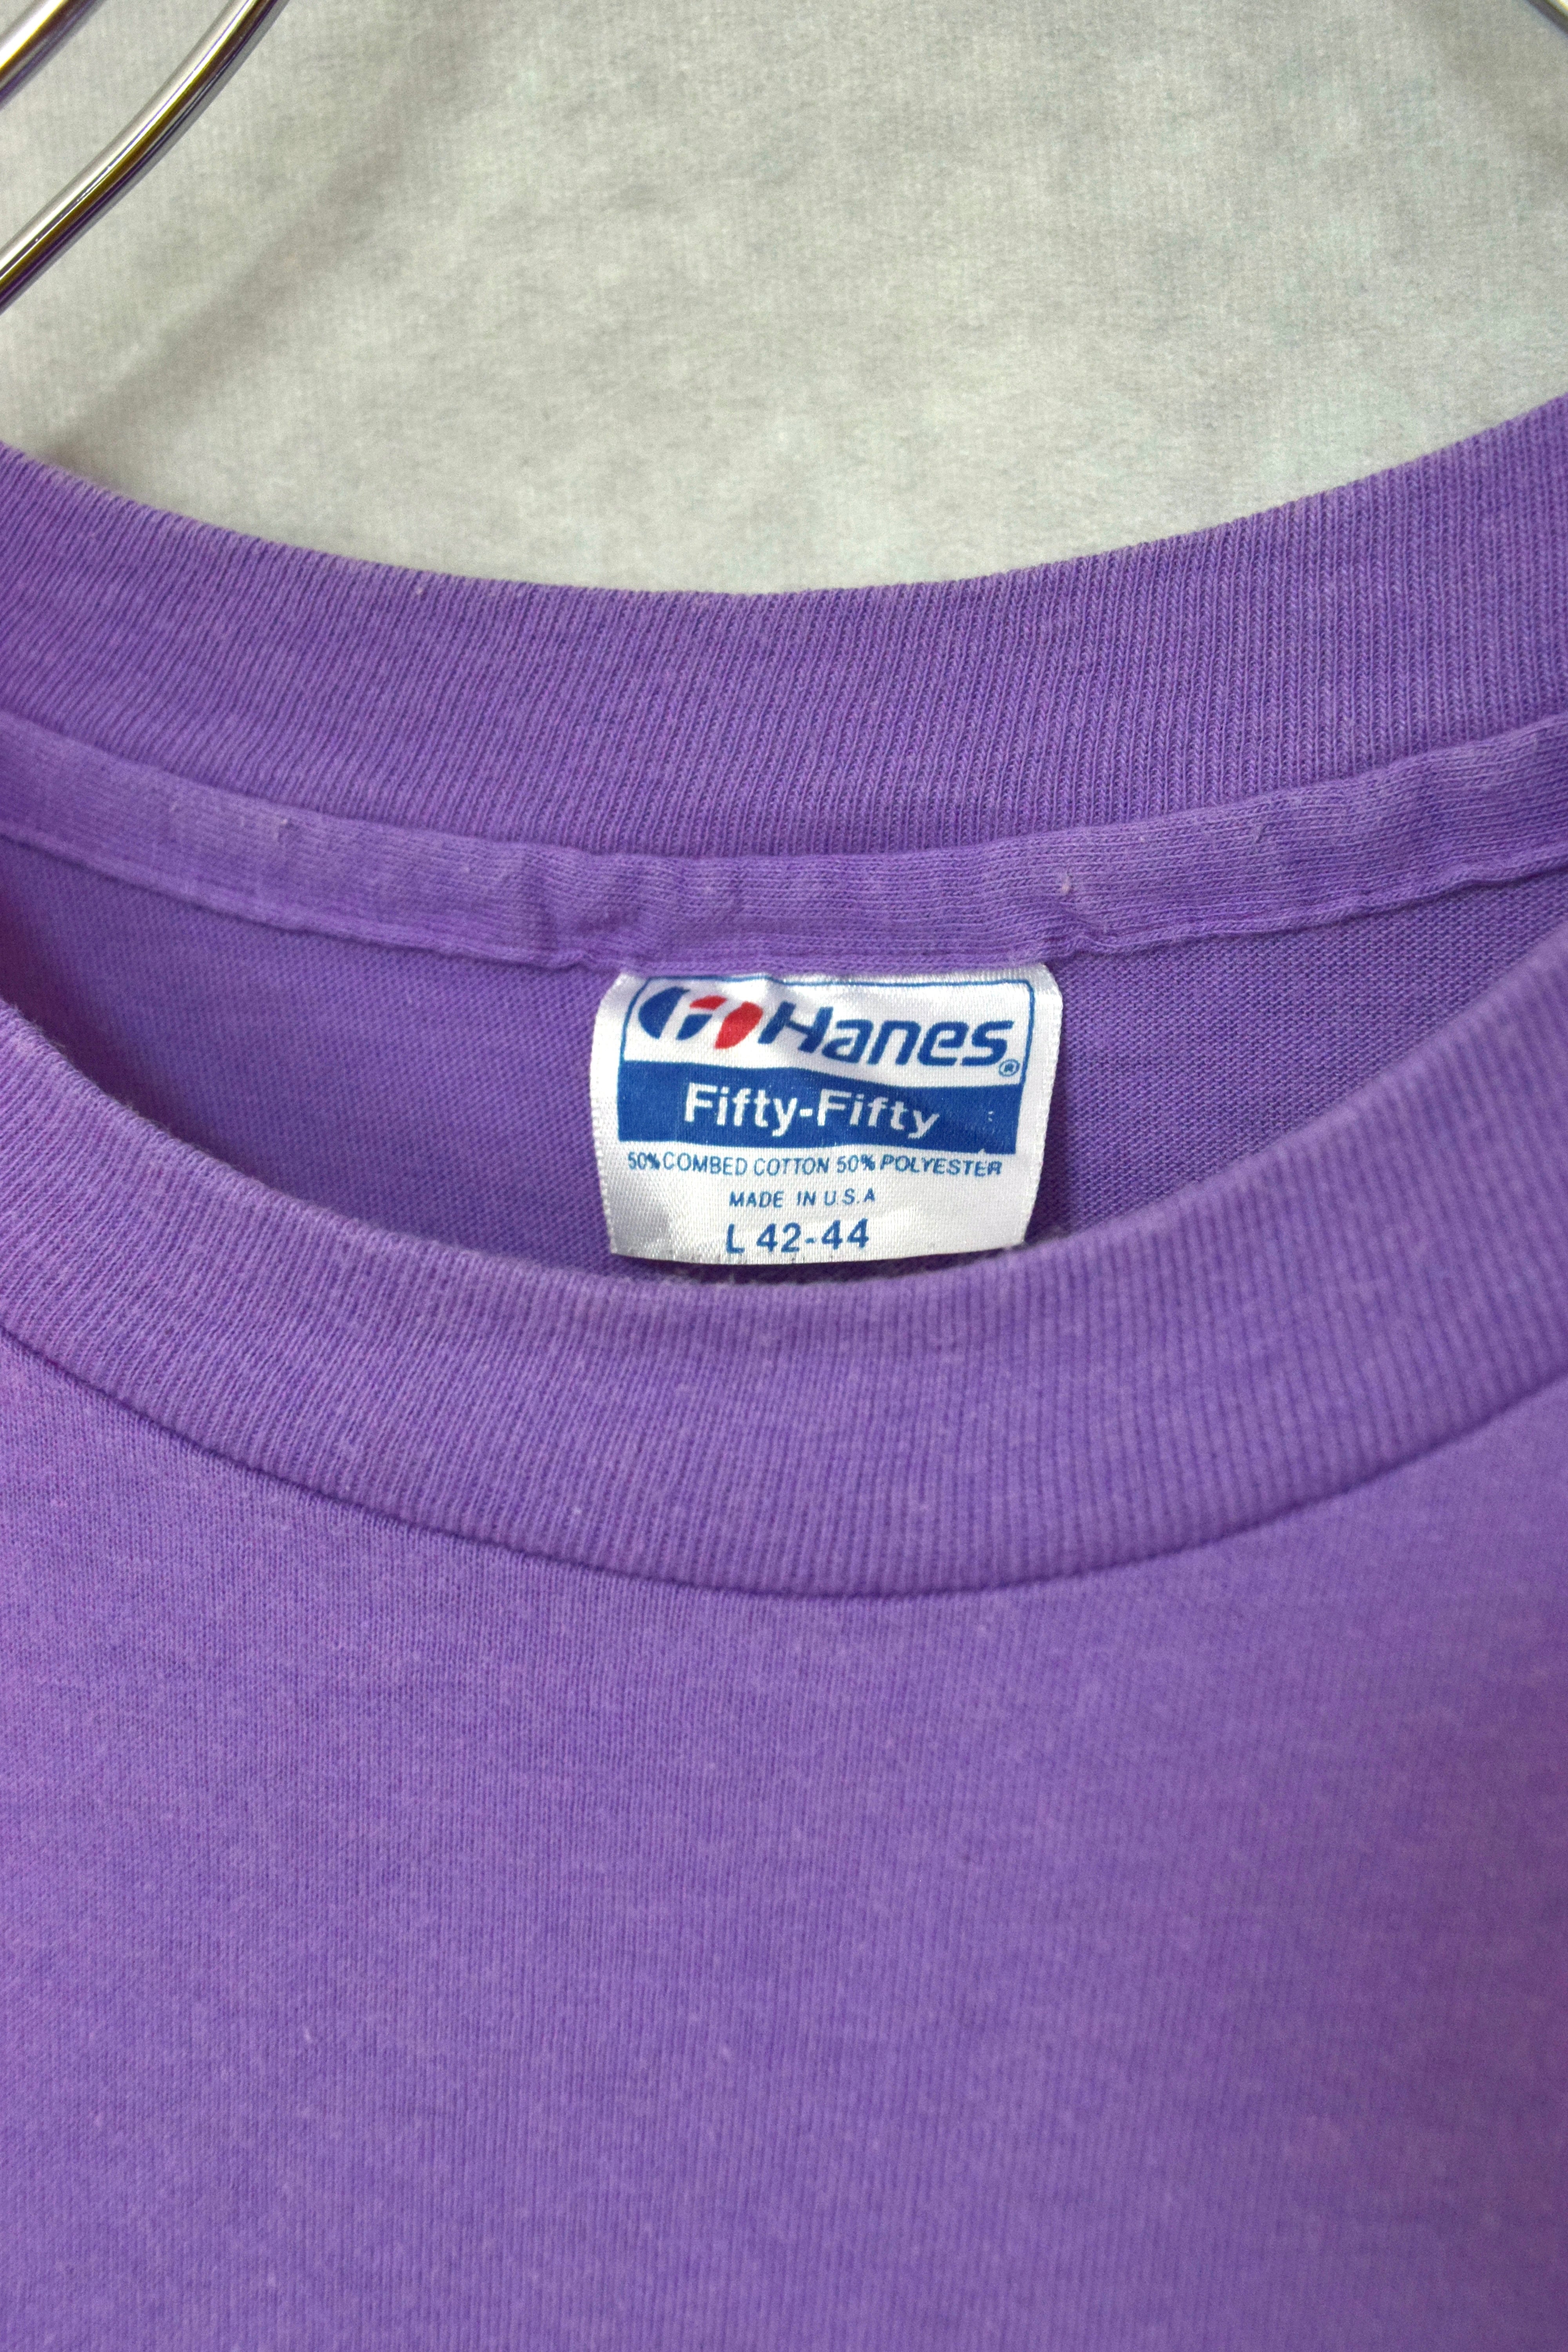 Hanes®
Fifty-Fifty
50% COMBED COTTON 50% POLYESTER
MADE IN U.S.A
L 42-44